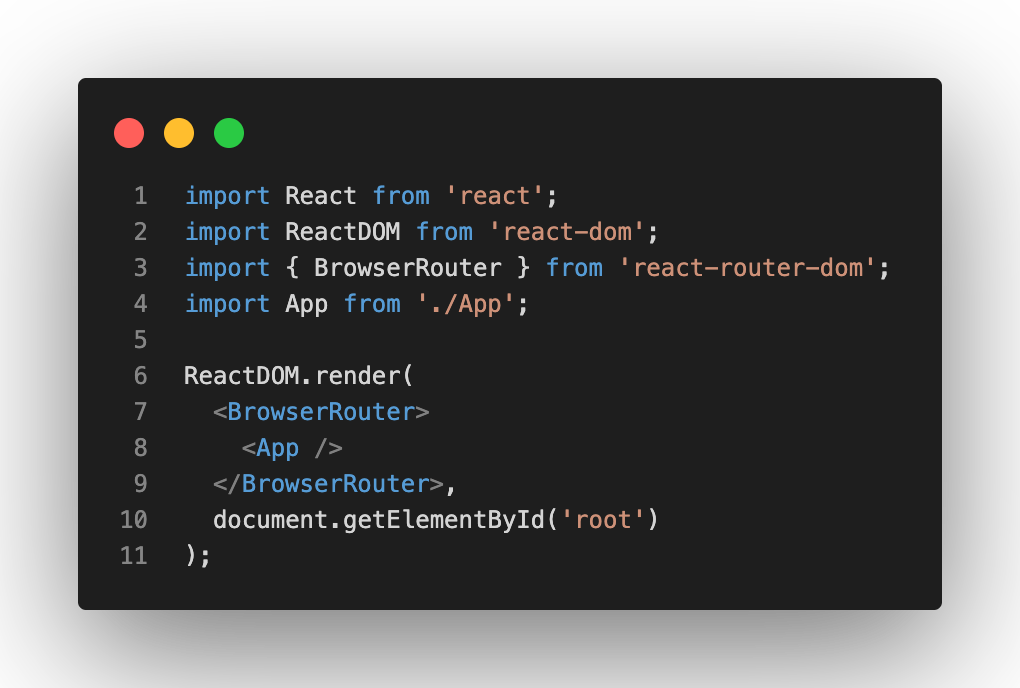 1 import React from 'react';
2 import ReactDOM from 'react-dom';
3 import { BrowserRouter } from 'react-router-dom';
4 import App from './App';
5
6 ReactDOM.render(
7   <BrowserRouter>
8     <App />
9   </BrowserRouter>,
10   document.getElementById('root')
11 );